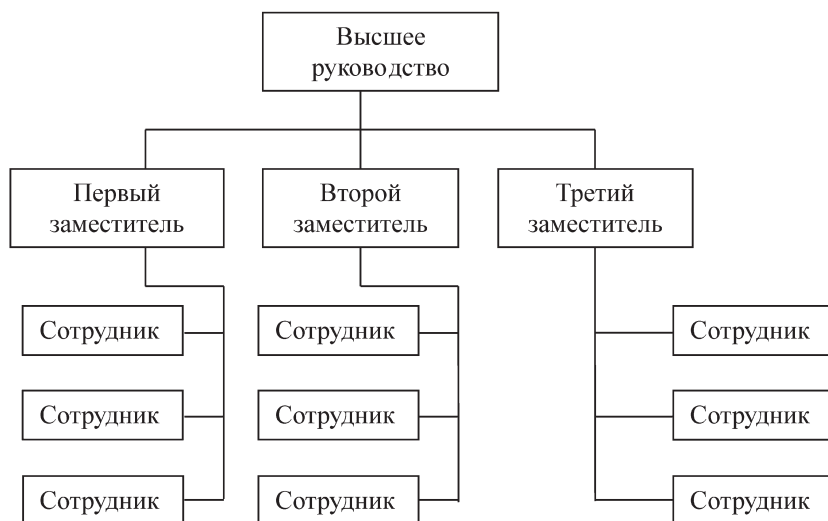 Высшее
руководство
Первый
заместитель
Второй
заместитель
Третий
заместитель
Сотрудник
Сотрудник
Сотрудник
Сотрудник
Сотрудник
Сотрудник
Сотрудник
Сотрудник
Сотрудник